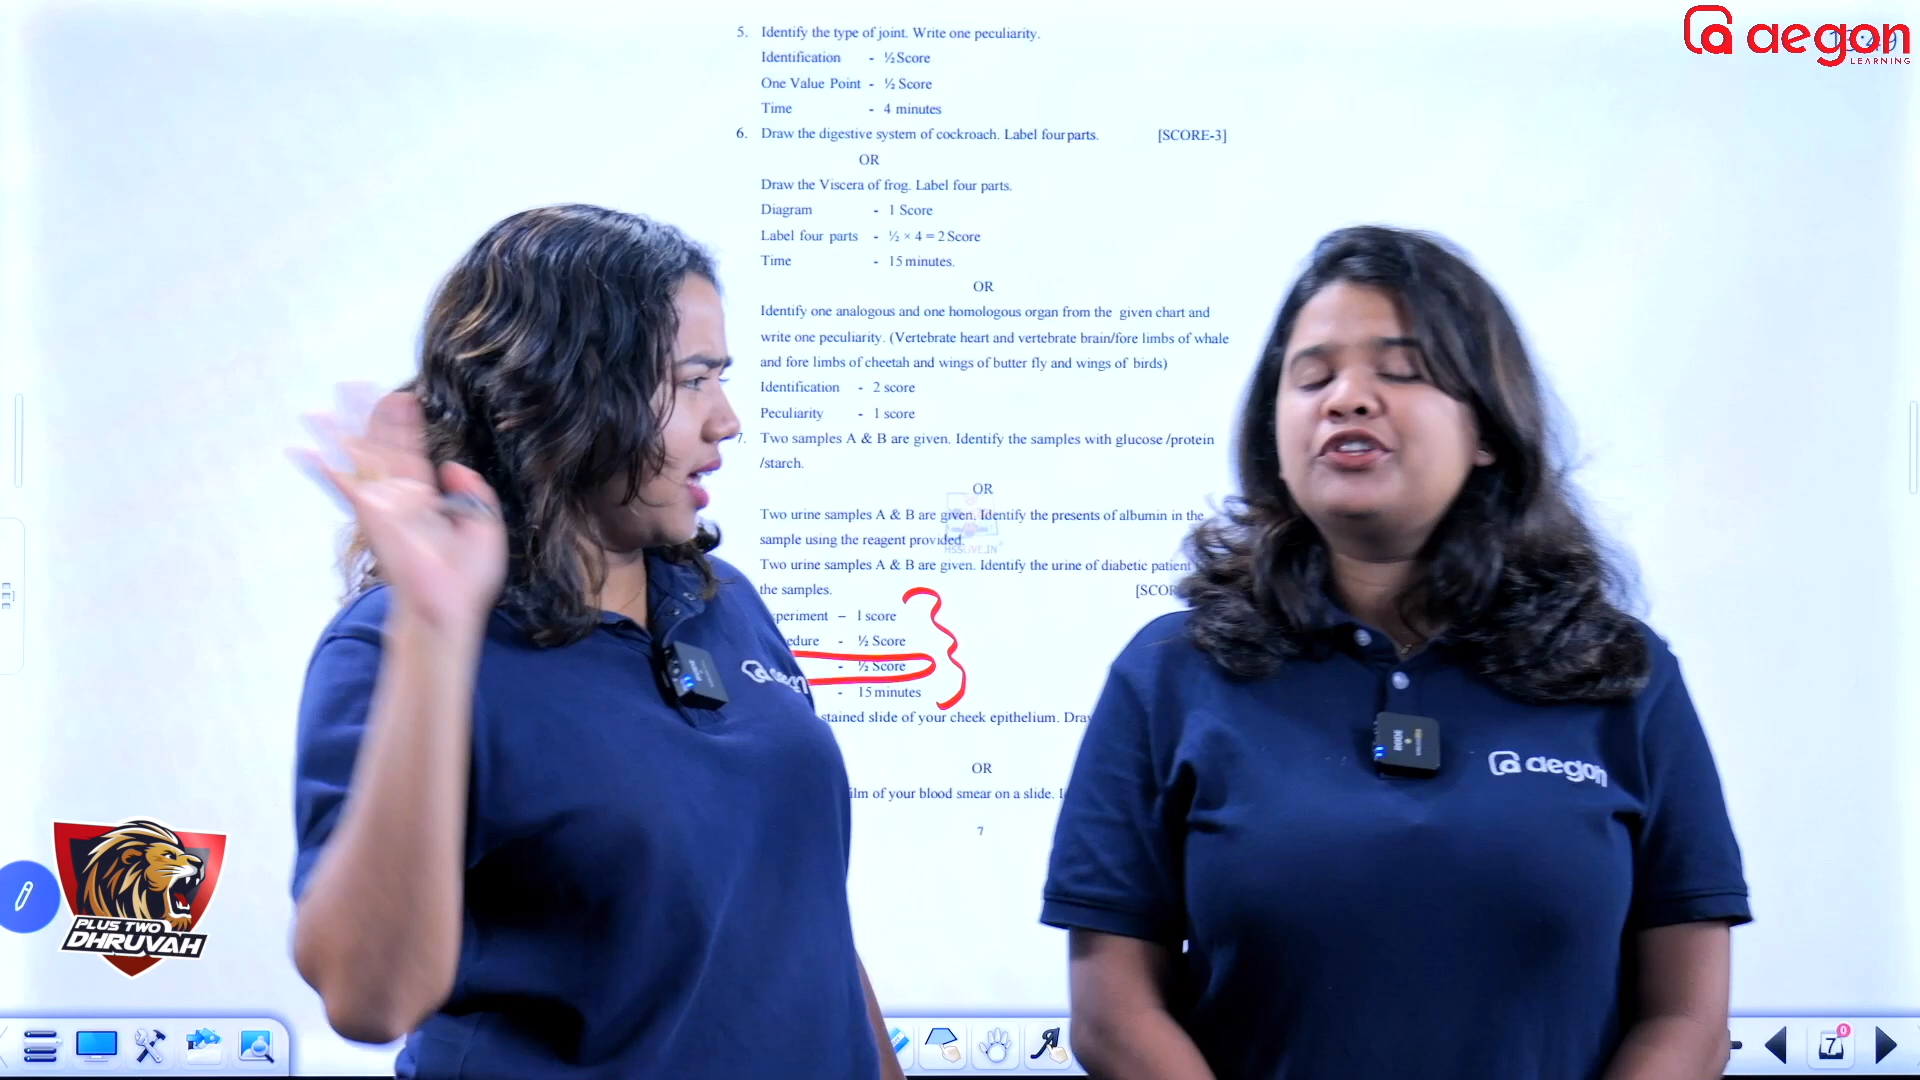 5. Identify the type of joint. Write one peculiarity.
Identification - ½ Score
One Value Point - ½ Score
Time - 4 minutes
6. Draw the digestive system of cockroach. Label four parts. [SCORE-3]
OR
Draw the Viscera of frog. Label four parts.
Diagram - 1 Score
Label four parts - ½ × 4 = 2 Score
Time - 15 minutes.
OR
Identify one analogous and one homologous organ from the given chart and
write one peculiarity. (Vertebrate heart and vertebrate brain/fore limbs of whale
and fore limbs of cheetah and wings of butter fly and wings of birds)
Identification - 2 score
Peculiarity - 1 score
7. Two samples A & B are given. Identify the samples with glucose /protein
/starch.
OR
Two urine samples A & B are given. Identify the presents of albumin in the
sample using the reagent provided.
HSSLIVE.IN
Two urine samples A & B are given. Identify the urine of diabetic patient
the samples. [SCOR
periment – 1 score
edure - ½ Score
- ½ Score
- 15 minutes
stained slide of your cheek epithelium. Draw
OR
ilm of your blood smear on a slide. I
7
aegon
LEARNING
aegon
aegon
RODE
PLUS TWO
DHRUVAH
7
0